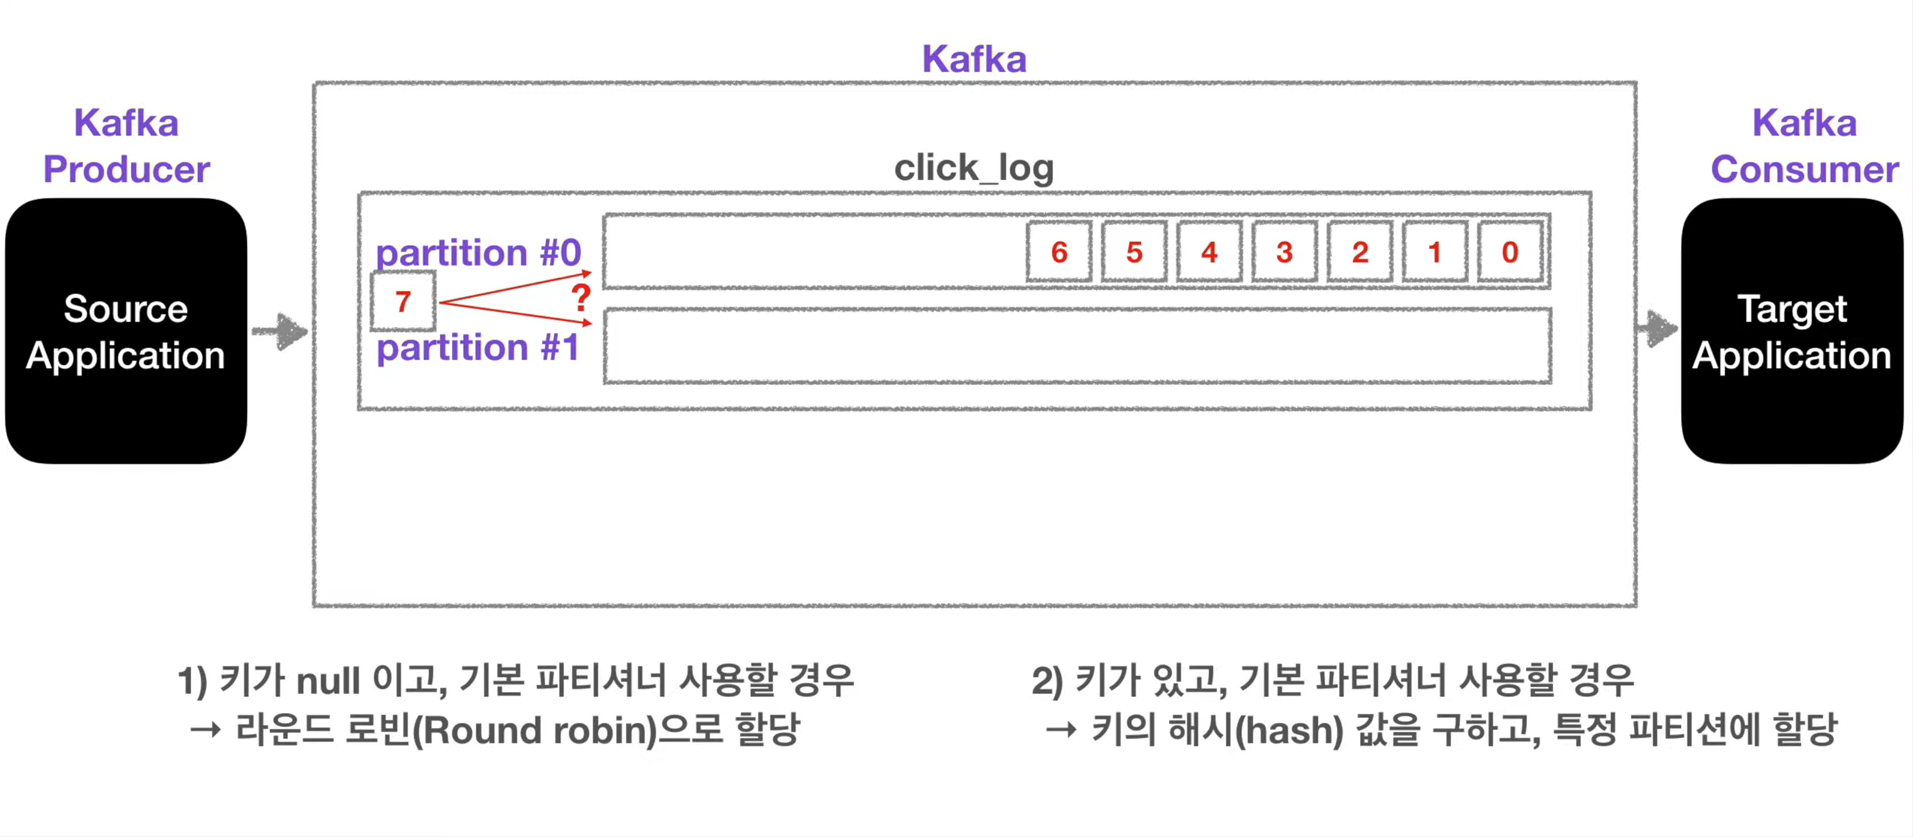 Kafka
Kafka
Producer
Kafka
Consumer
click_log
partition #0
6 5 4 3 2 1 0
7
?
partition #1
Source
Application
Target
Application
1) 키가 null 이고, 기본 파티셔너 사용할 경우
→ 라운드 로빈(Round robin)으로 할당
2) 키가 있고, 기본 파티셔너 사용할 경우
→ 키의 해시(hash) 값을 구하고, 특정 파티션에 할당